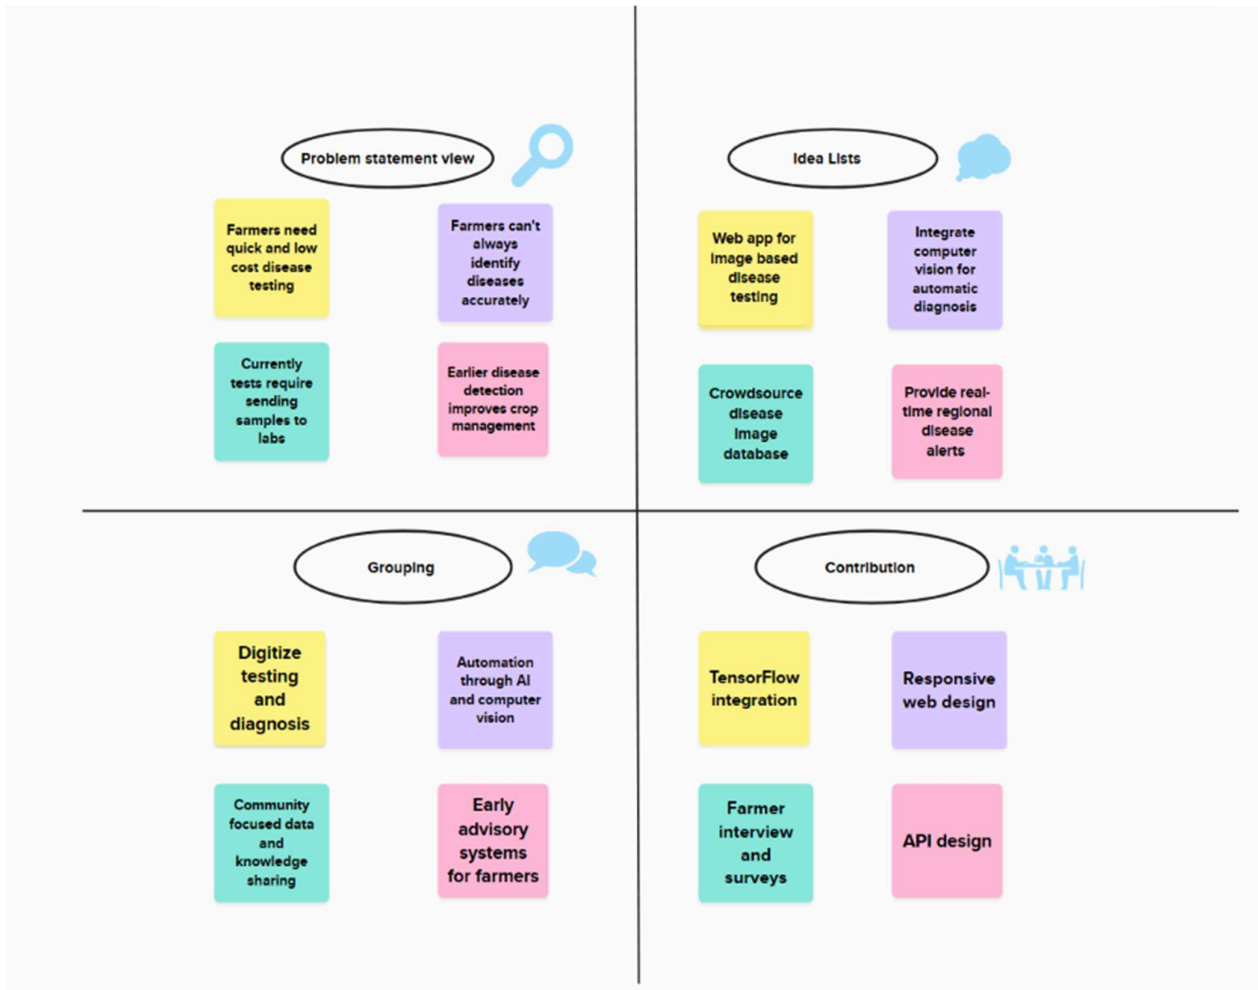 Problem statement view
Farmers need
quick and low
cost disease
testing
Farmers can't
always
identify
diseases
accurately
Currently
tests require
sending
samples to
labs
Earlier disease
detection
improves crop
management
Idea Lists
Web app for
image based
disease
testing
Integrate
computer
vision for
automatic
diagnosis
Crowdsource
disease
image
database
Provide real-
time regional
disease
alerts
Grouping
Digitize
testing
and
diagnosis
Automation
through AI
and computer
vision
Community
focused data
and
knowledge
sharing
Early
advisory
systems
for farmers
Contribution
TensorFlow
integration
Responsive
web design
Farmer
interview
and
surveys
API design